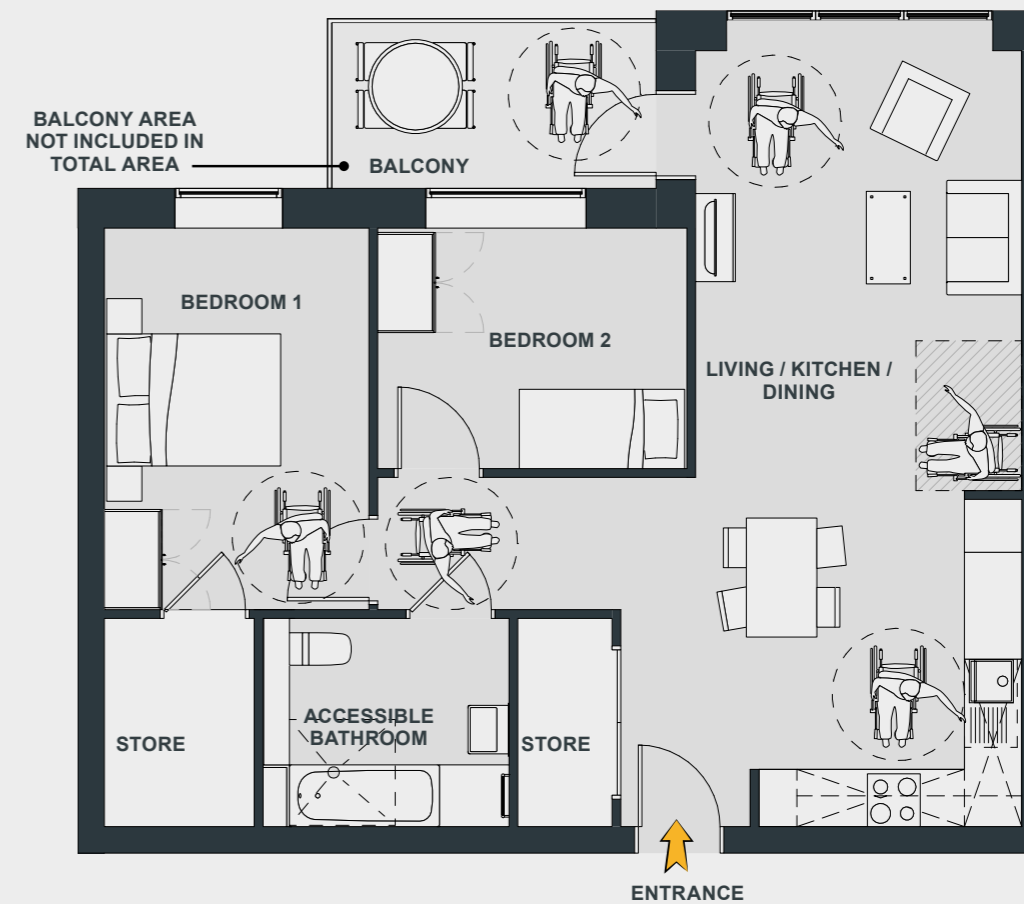 BALCONY AREA
NOT INCLUDED IN
TOTAL AREA
BALCONY
BEDROOM 1
BEDROOM 2
LIVING / KITCHEN /
DINING
STORE
ACCESSIBLE
BATHROOM
STORE
ENTRANCE